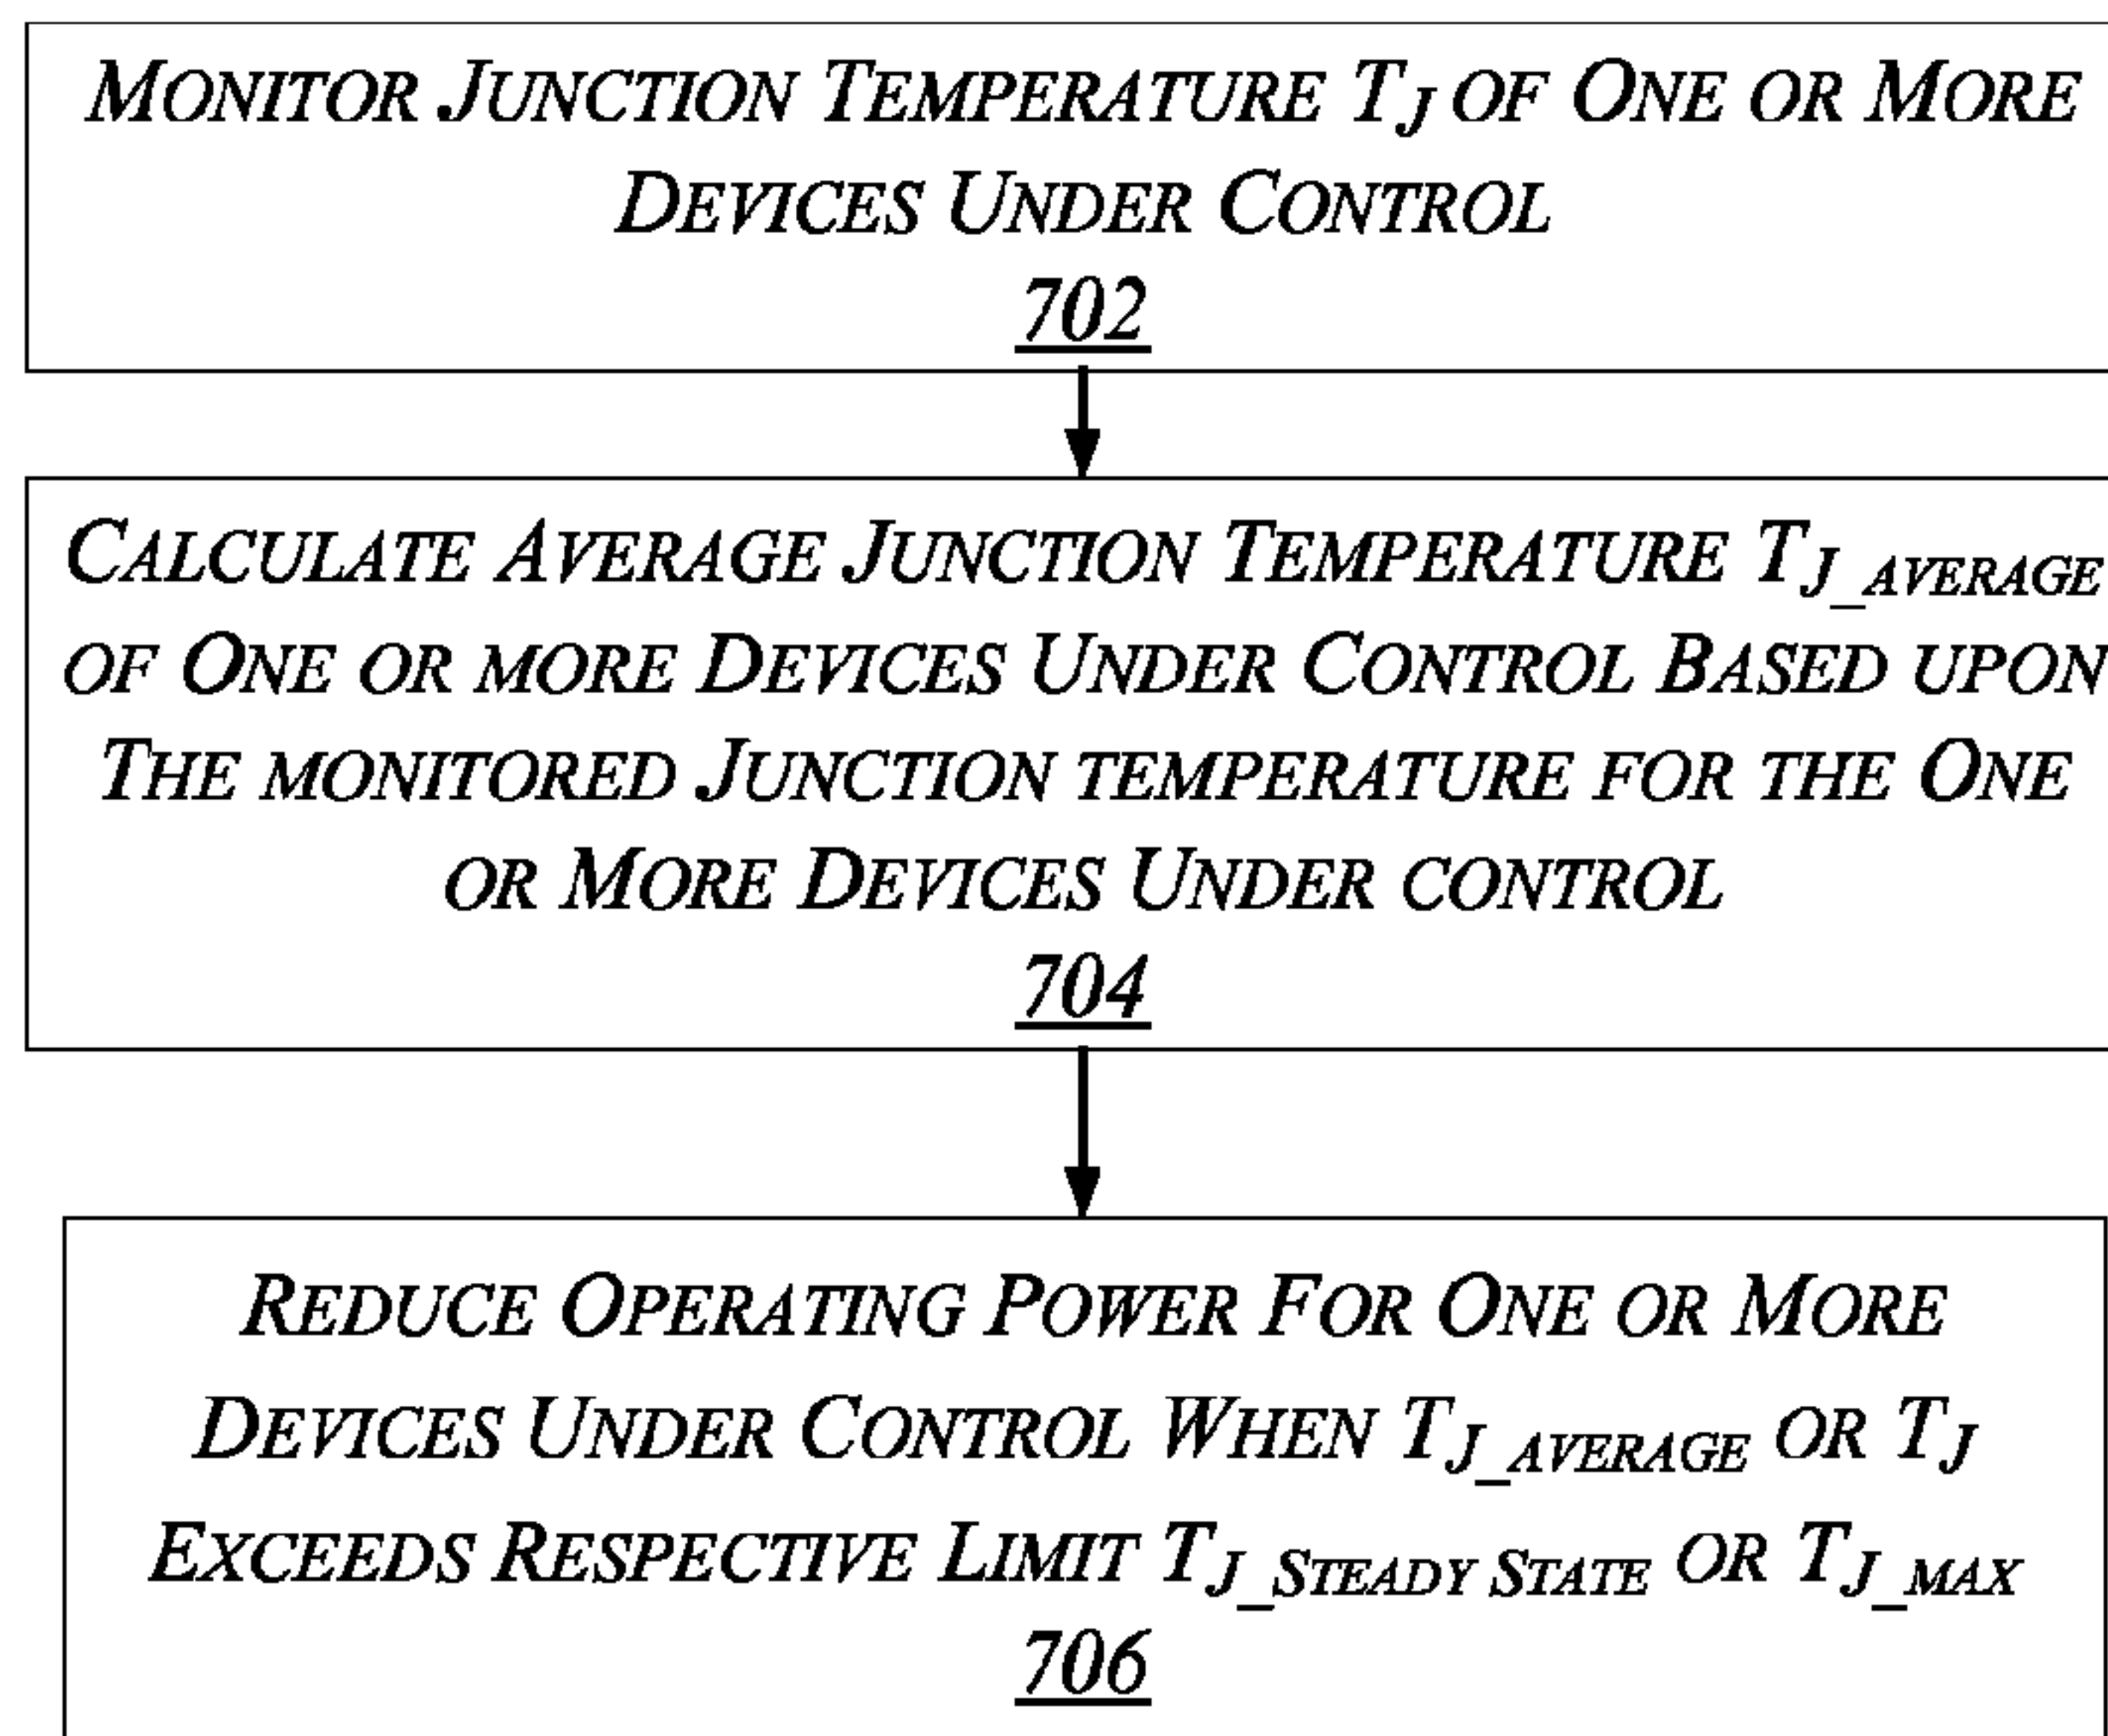 MONITOR JUNCTION TEMPERATURE TJ OF ONE OR MORE
DEVICES UNDER CONTROL
702
CALCULATE AVERAGE JUNCTION TEMPERATURE TJ_AVERAGE
OF ONE OR MORE DEVICES UNDER CONTROL BASED UPON
THE MONITORED JUNCTION TEMPERATURE FOR THE ONE
OR MORE DEVICES UNDER CONTROL
704
REDUCE OPERATING POWER FOR ONE OR MORE
DEVICES UNDER CONTROL WHEN TJ_AVERAGE OR TJ
EXCEEDS RESPECTIVE LIMIT TJ_STEADY STATE OR TJ_MAX
706